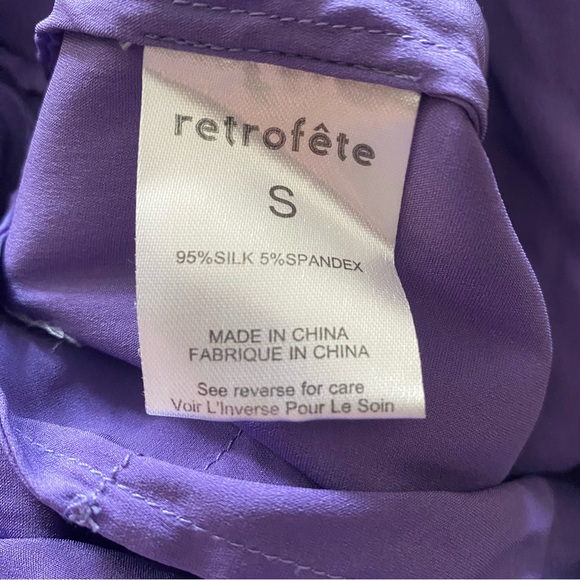 retrofête
S
95%SILK 5%SPANDEX
MADE IN CHINA
FABRIQUE IN CHINA
See reverse for care
Voir L'Inverse Pour Le Soin